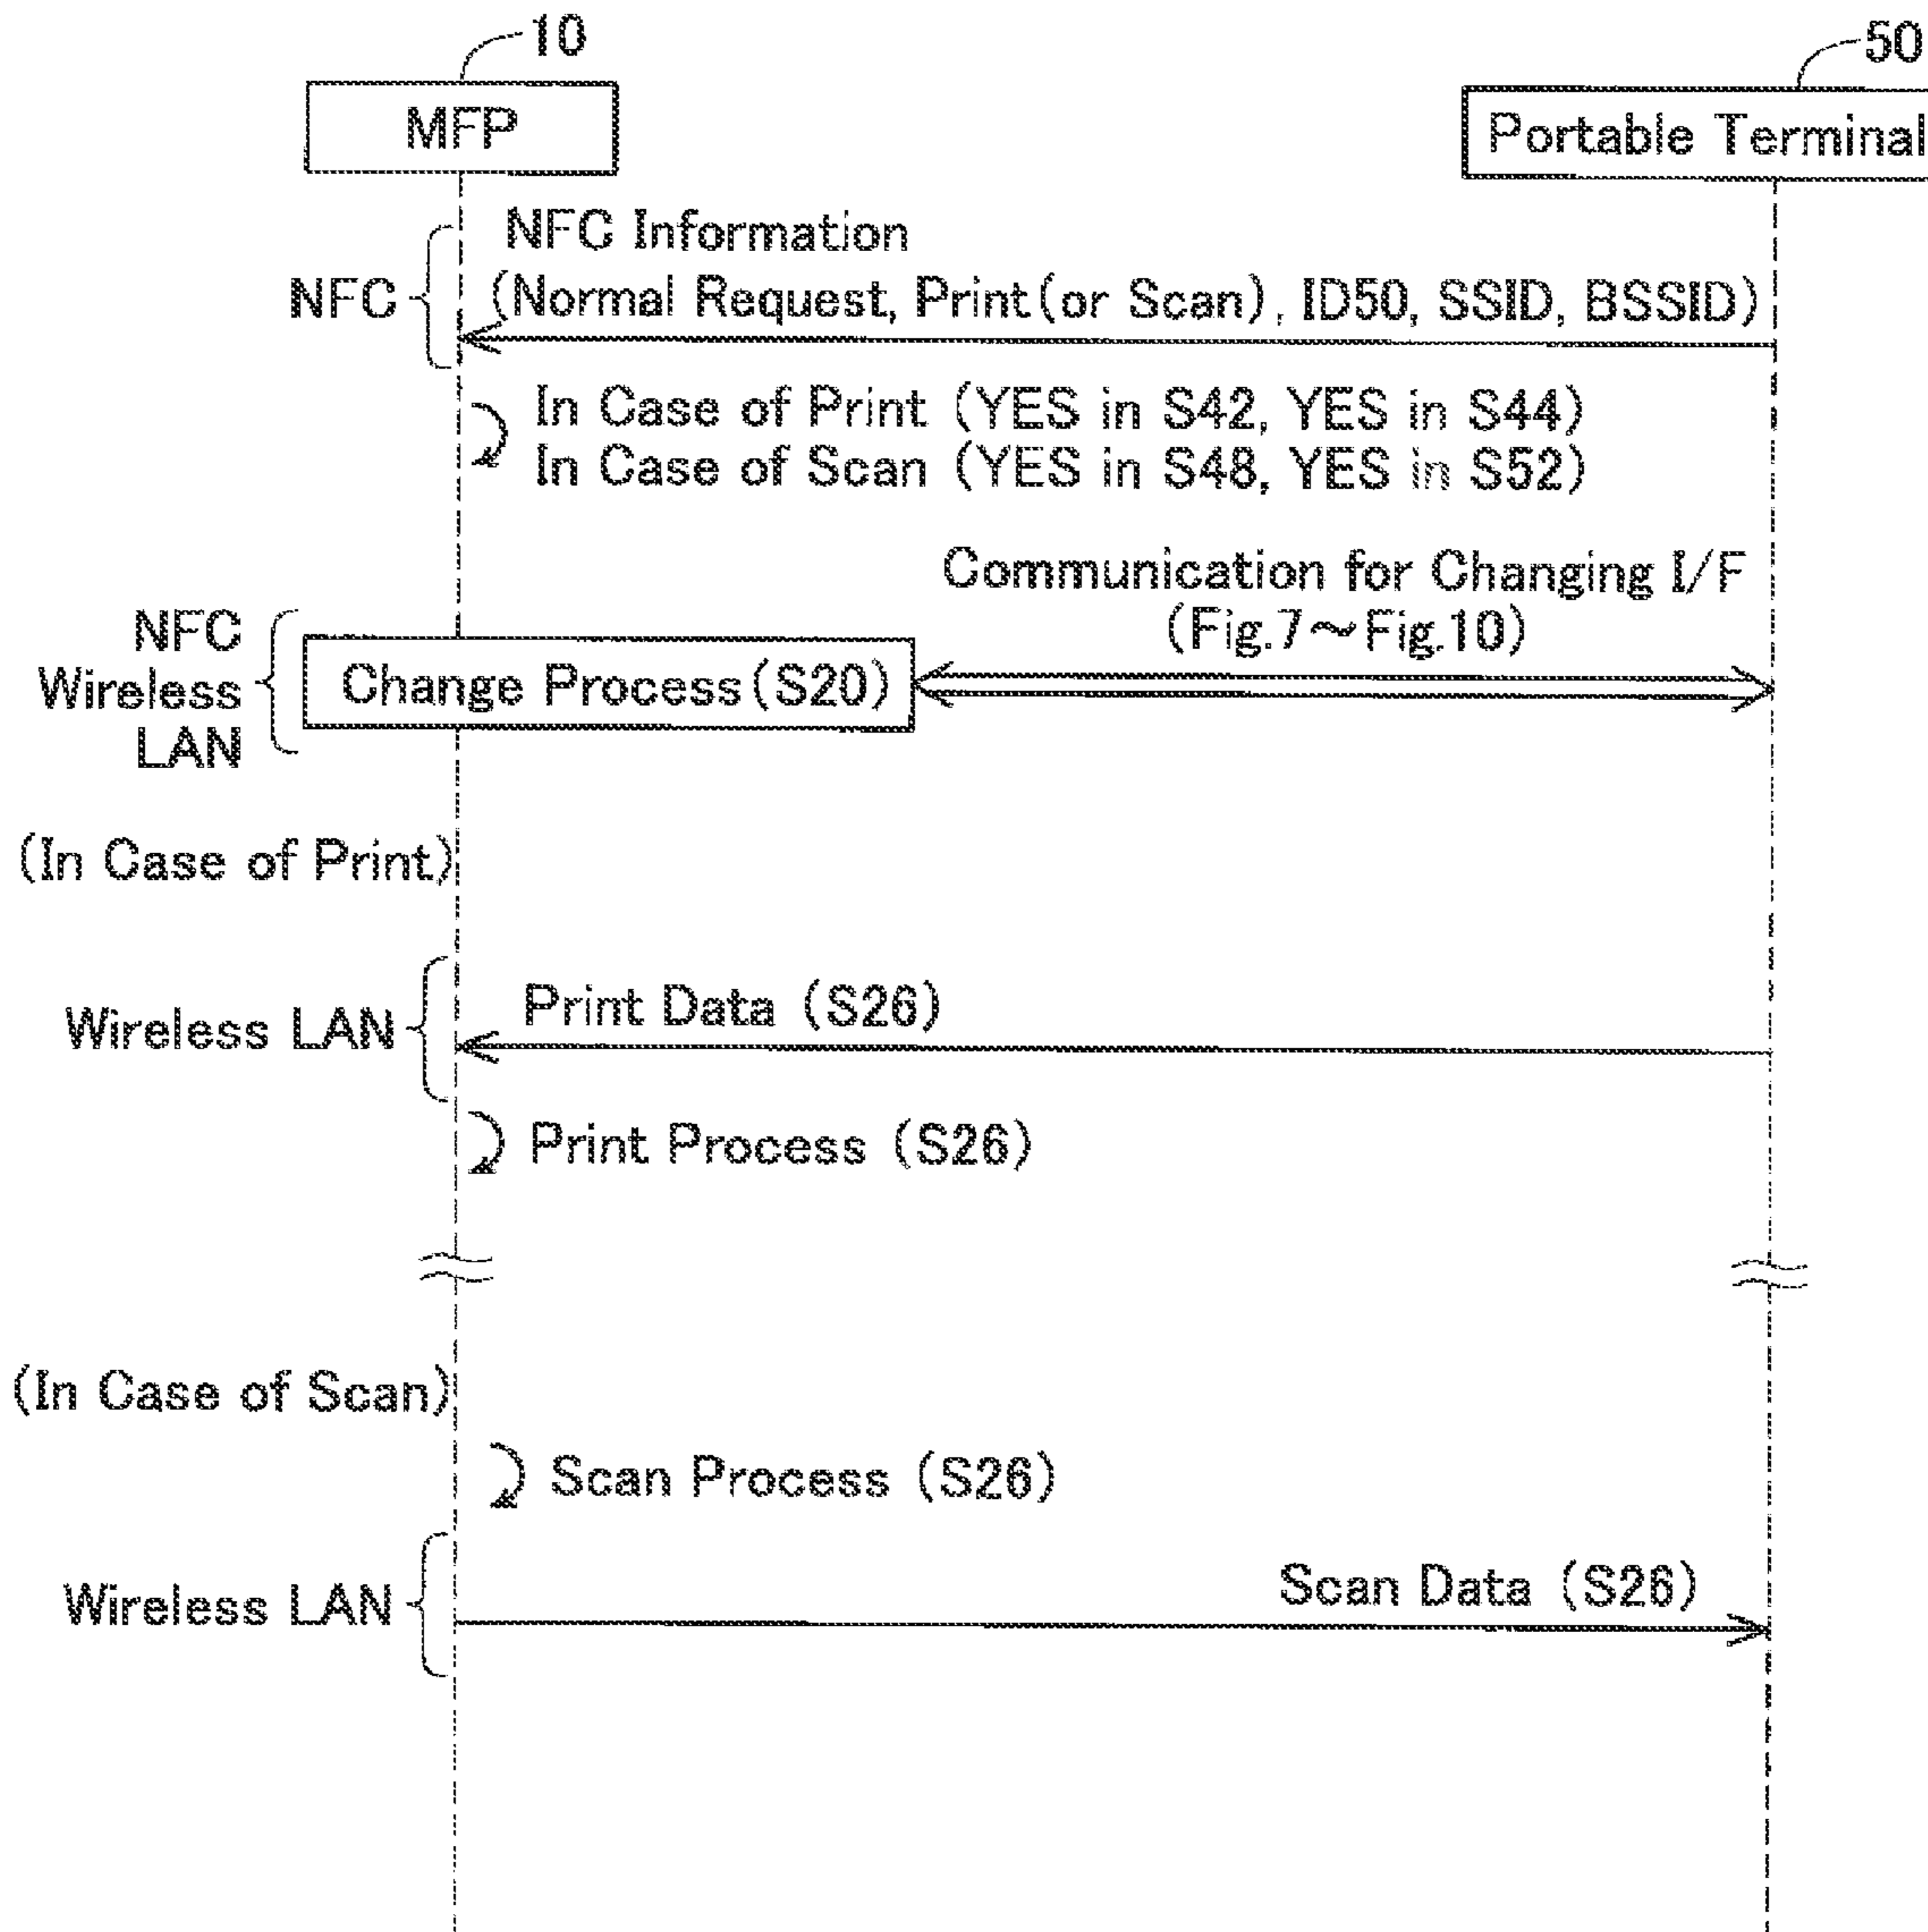 10
50
MFP
Portable Terminal
NFC Information
NFC
(Normal Request, Print(or Scan), ID50, SSID, BSSID)
In Case of Print (YES in S42, YES in S44)
In Case of Scan (YES in S48, YES in S52)
Communication for Changing I/F
(Fig.7~Fig.10)
NFC
Wireless
LAN
Change Process(S20)
(In Case of Print)
Print Data (S26)
Wireless LAN
Print Process (S26)
(In Case of Scan)
Scan Process (S26)
Scan Data (S26)
Wireless LAN